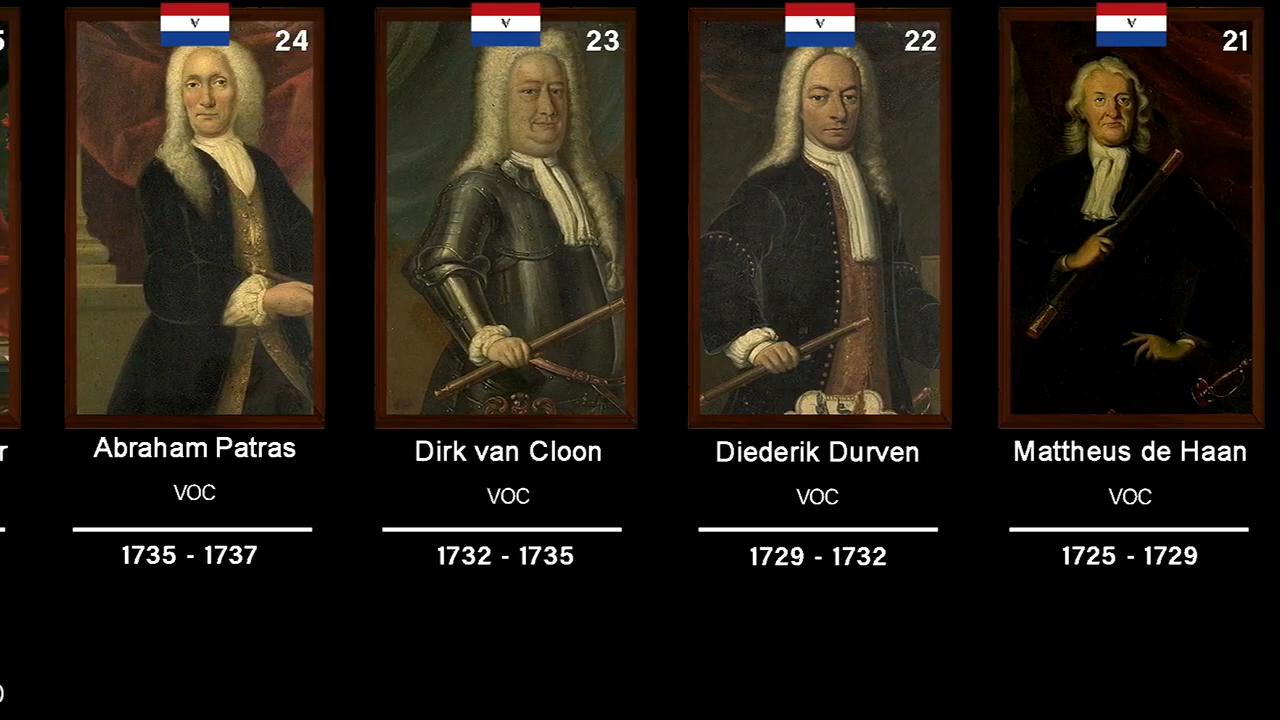 24
23
22
21
Abraham Patras
Dirk van Cloon
Diederik Durven
Mattheus de Haan
VOC
VOC
VOC
VOC
1735 - 1737
1732 - 1735
1729 - 1732
1725 - 1729